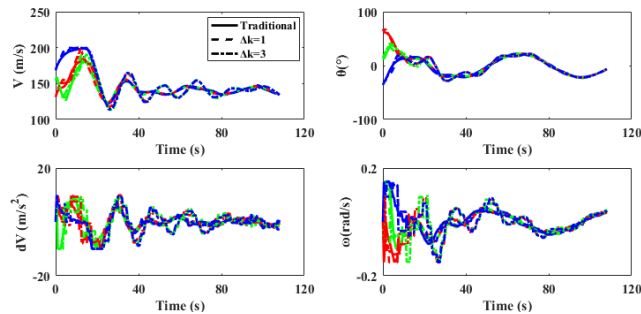 250
200
150
100
V (m/s)
Traditional
Δk=1
Δk=3
0
40
80
120
Time (s)
100
0
-100
θ(°)
0
40
80
120
Time (s)
20
-20
dV (m/s²)
0
40
80
120
Time (s)
0.2
-0.2
ω(rad/s)
0
40
80
120
Time (s)